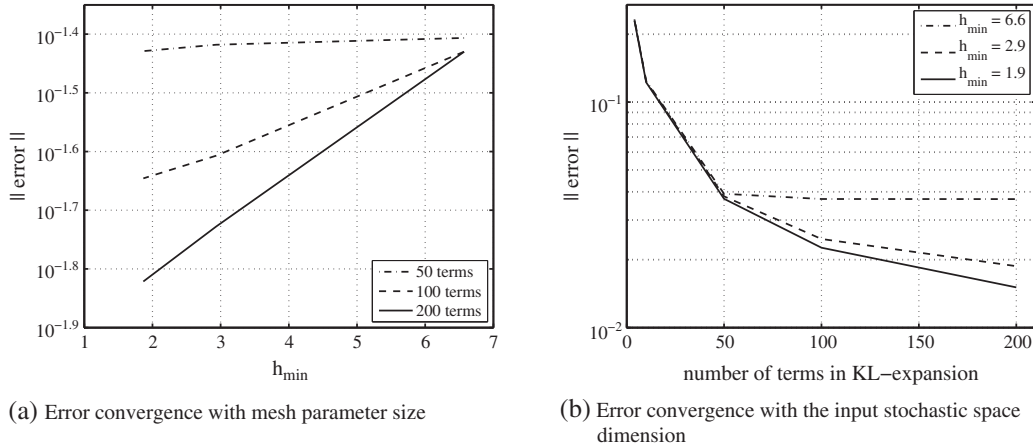 10^−1.4
10^−1.5
10^−1.6
10^−1.7
10^−1.8
10^−1.9
|| error ||
50 terms
100 terms
200 terms
1 2 3 4 5 6 7
h_min
(a) Error convergence with mesh parameter size
10^−1
10^−2
|| error ||
h_min = 6.6
h_min = 2.9
h_min = 1.9
0 50 100 150 200
number of terms in KL−expansion
(b) Error convergence with the input stochastic space
dimension